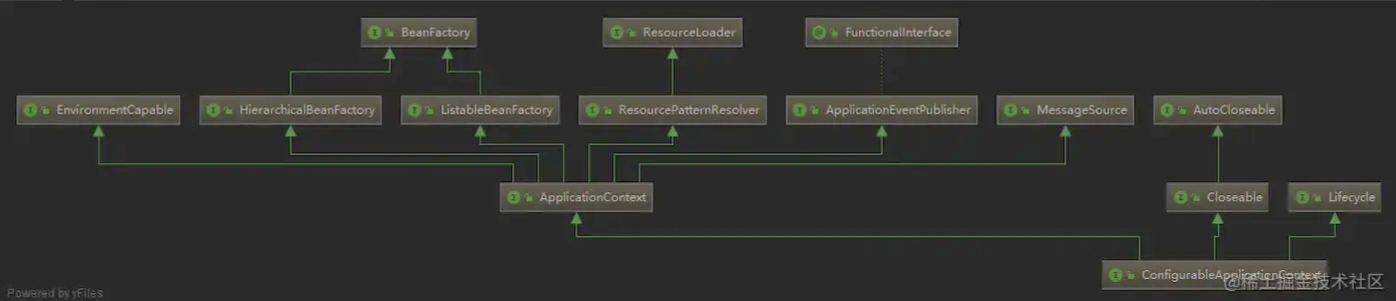 BeanFactory
ResourceLoader
FunctionalInterface
EnvironmentCapable
HierarchicalBeanFactory
ListableBeanFactory
ResourcePatternResolver
ApplicationEventPublisher
MessageSource
AutoCloseable
ApplicationContext
Closeable
Lifecycle
ConfigurableApplicationContext
Powered by yFiles
@稀土掘金技术社区